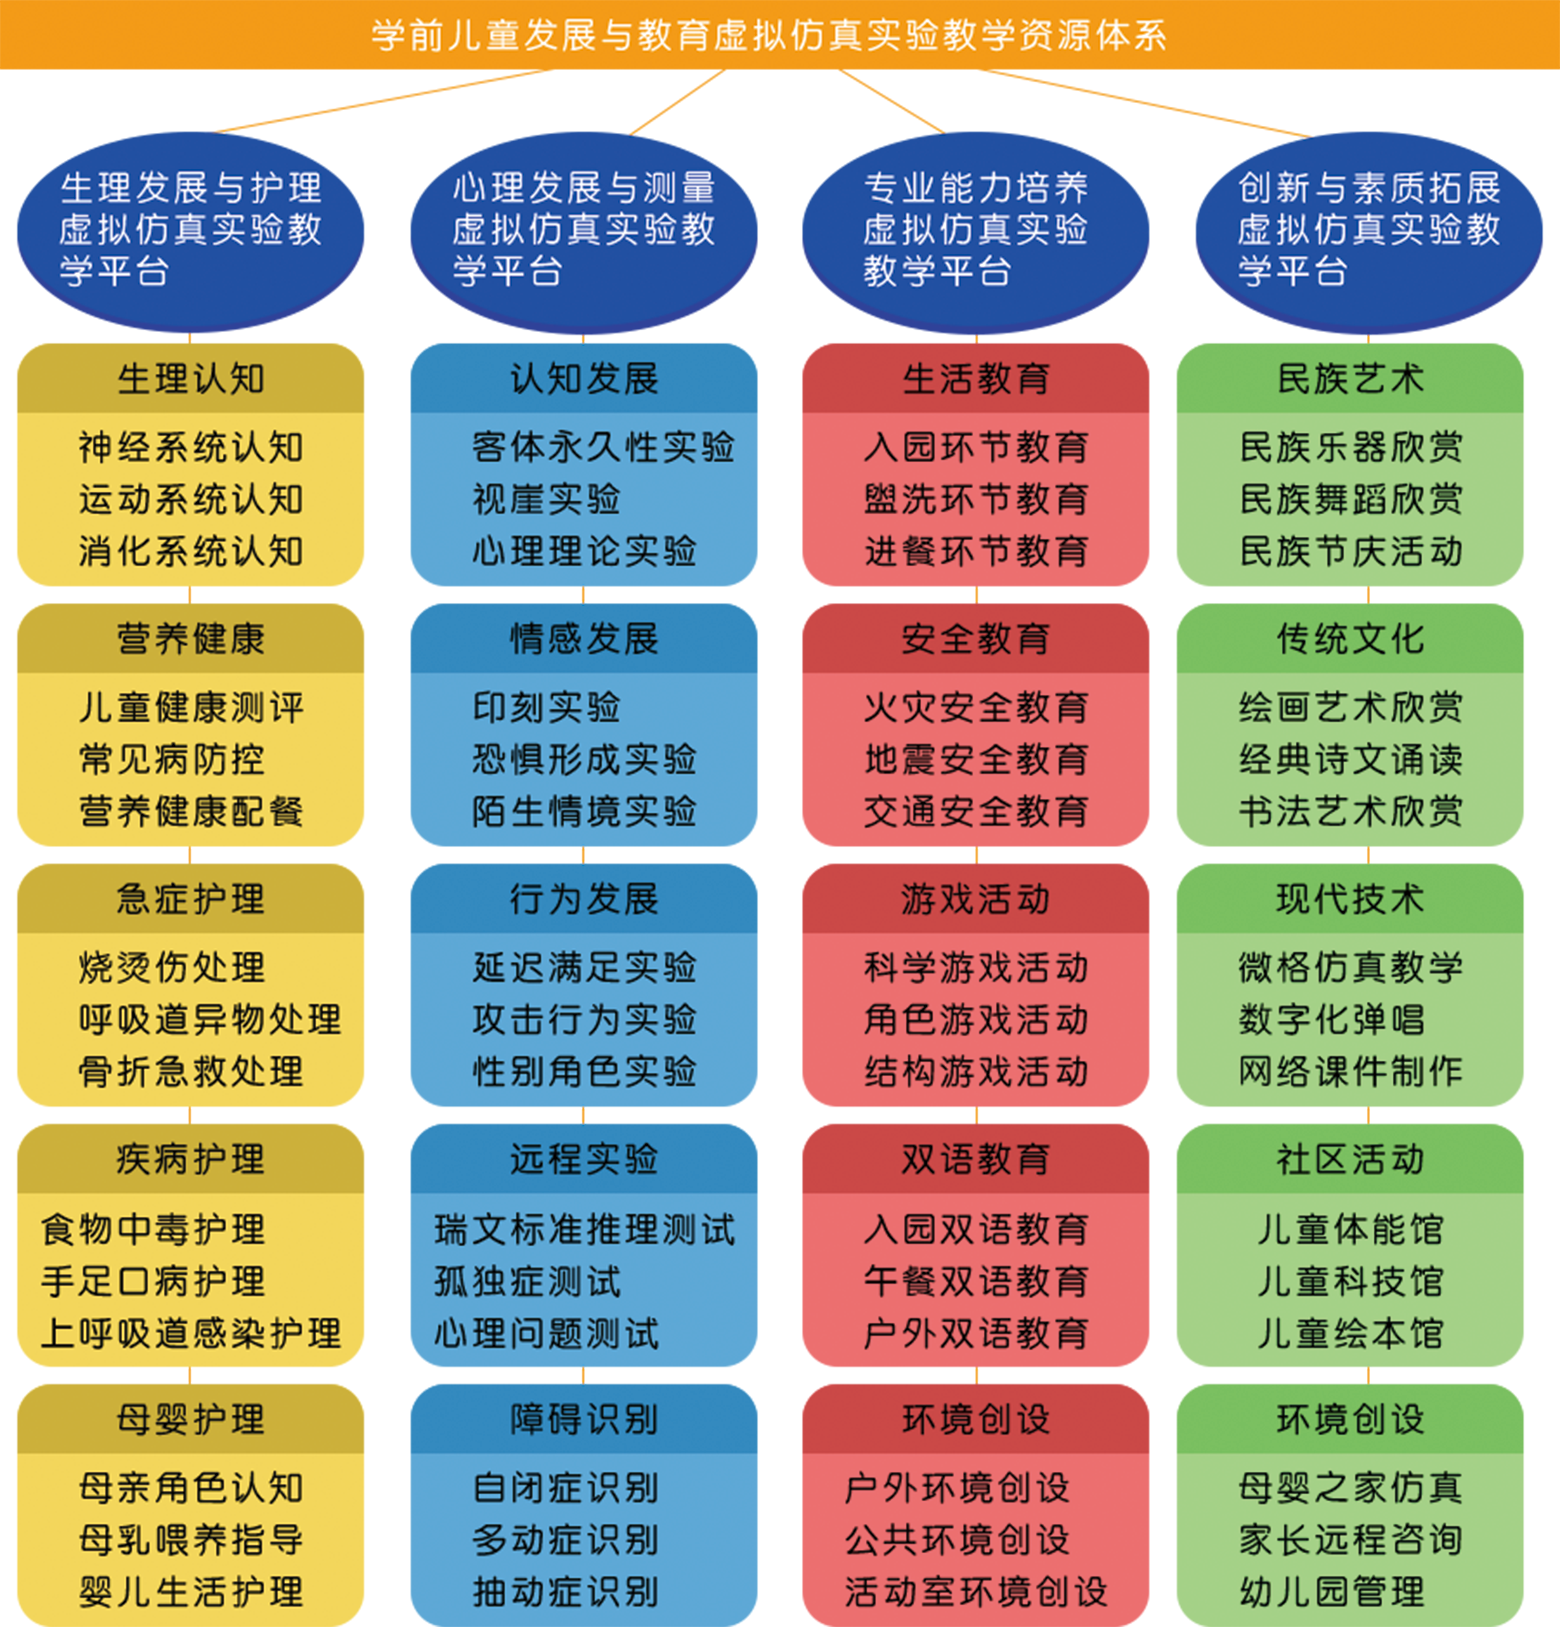 学前儿童发展与教育虚拟仿真实验教学资源体系
生理发展与护理
虚拟仿真实验教
学平台
生理认知
神经系统认知
运动系统认知
消化系统认知
营养健康
儿童健康测评
常见病防控
营养健康配餐
急症护理
烧烫伤处理
呼吸道异物处理
骨折急救处理
疾病护理
食物中毒护理
手足口病护理
上呼吸道感染护理
母婴护理
母亲角色认知
母乳喂养指导
婴儿生活护理
心理发展与测量
虚拟仿真实验教
学平台
认知发展
客体永久性实验
视崖实验
心理理论实验
情感发展
印刻实验
恐惧形成实验
陌生情境实验
行为发展
延迟满足实验
攻击行为实验
性别角色实验
远程实验
瑞文标准推理测试
孤独症测试
心理问题测试
障碍识别
自闭症识别
多动症识别
抽动症识别
专业能力培养
虚拟仿真实验
教学平台
生活教育
入园环节教育
盥洗环节教育
进餐环节教育
安全教育
火灾安全教育
地震安全教育
交通安全教育
游戏活动
科学游戏活动
角色游戏活动
结构游戏活动
双语教育
入园双语教育
午餐双语教育
户外双语教育
环境创设
户外环境创设
公共环境创设
活动室环境创设
创新与素质拓展
虚拟仿真实验教
学平台
民族艺术
民族乐器欣赏
民族舞蹈欣赏
民族节庆活动
传统文化
绘画艺术欣赏
经典诗文诵读
书法艺术欣赏
现代技术
微格仿真教学
数字化弹唱
网络课件制作
社区活动
儿童体能馆
儿童科技馆
儿童绘本馆
环境创设
母婴之家仿真
家长远程咨询
幼儿园管理